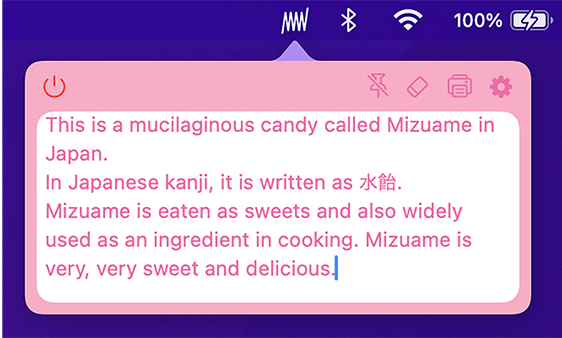 100%
This is a mucilaginous candy called Mizuame in
Japan.
In Japanese kanji, it is written as 水飴.
Mizuame is eaten as sweets and also widely
used as an ingredient in cooking. Mizuame is
very, very sweet and delicious.